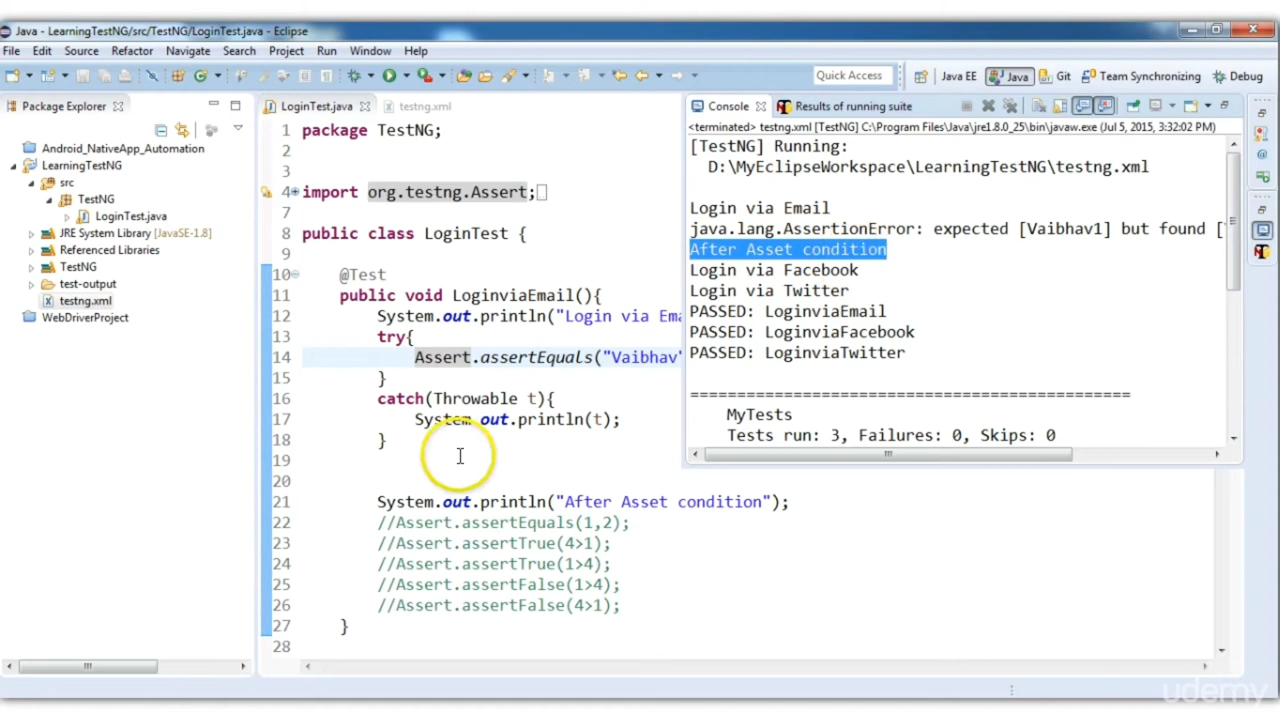 Java - LearningTestNG/src/TestNG/LoginTest.java - Eclipse
File Edit Source Refactor Navigate Search Project Run Window Help
Quick Access Java EE Java Git Team Synchronizing Debug
Package Explorer
Android_NativeApp_Automation
LearningTestNG
src
TestNG
LoginTest.java
JRE System Library [JavaSE-1.8]
Referenced Libraries
TestNG
test-output
testng.xml
WebDriverProject
LoginTest.java testng.xml
1 package TestNG;
2
3
4 import org.testng.Assert;
7
8 public class LoginTest {
9
10 @Test
11 public void LoginviaEmail(){
12 System.out.println("Login via Ema
13 try{
14 Assert.assertEquals("Vaibhav"
15 }
16 catch(Throwable t){
17 System.out.println(t);
18 }
19
20
21 System.out.println("After Asset condition");
22 //Assert.assertEquals(1,2);
23 //Assert.assertTrue(4>1);
24 //Assert.assertTrue(1>4);
25 //Assert.assertFalse(1>4);
26 //Assert.assertFalse(4>1);
27 }
28
Console Results of running suite
<terminated> testng.xml [TestNG] C:\Program Files\Java\jre1.8.0_25\bin\javaw.exe (Jul 5, 2015, 3:32:02 PM)
[TestNG] Running:
D:\MyEclipseWorkspace\LearningTestNG\testng.xml
Login via Email
java.lang.AssertionError: expected [Vaibhav1] but found [
After Asset condition
Login via Facebook
Login via Twitter
PASSED: LoginviaEmail
PASSED: LoginviaFacebook
PASSED: LoginviaTwitter
===============================================
MyTests
Tests run: 3, Failures: 0, Skips: 0
udemy